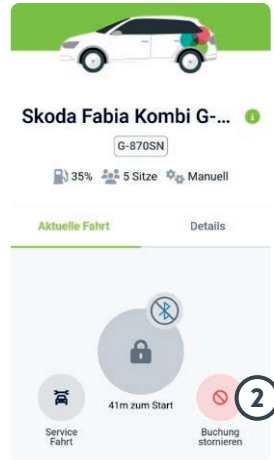 Skoda Fabia Kombi G-...
i
G-870SN
35% 5 Sitze Manuell
Aktuelle Fahrt Details
41m zum Start
2
Service
Fahrt
Buchung
stornieren